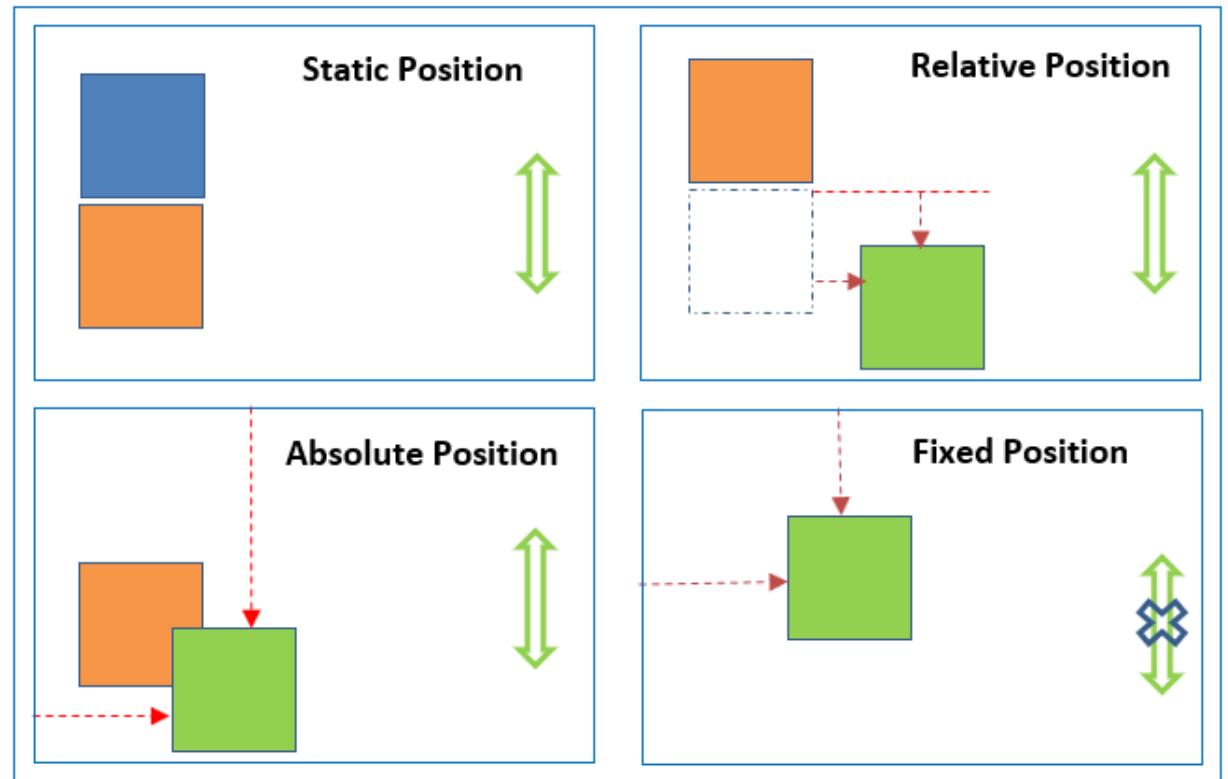 Static Position
Relative Position
Absolute Position
Fixed Position